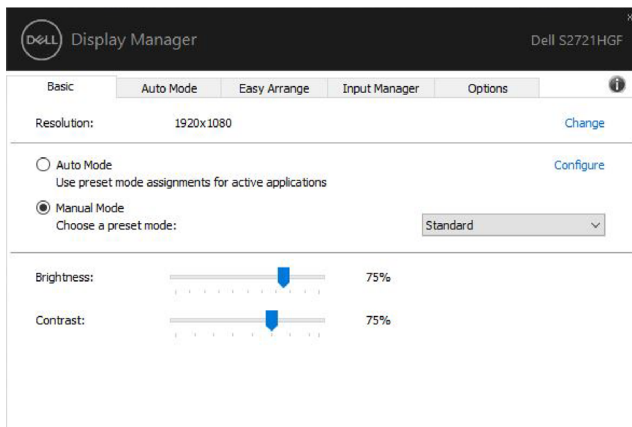 DELL Display Manager Dell S2721HGF
Basic Auto Mode Easy Arrange Input Manager Options
Resolution: 1920x1080 Change
Auto Mode Configure
Use preset mode assignments for active applications
Manual Mode
Choose a preset mode: Standard
Brightness: 75%
Contrast: 75%